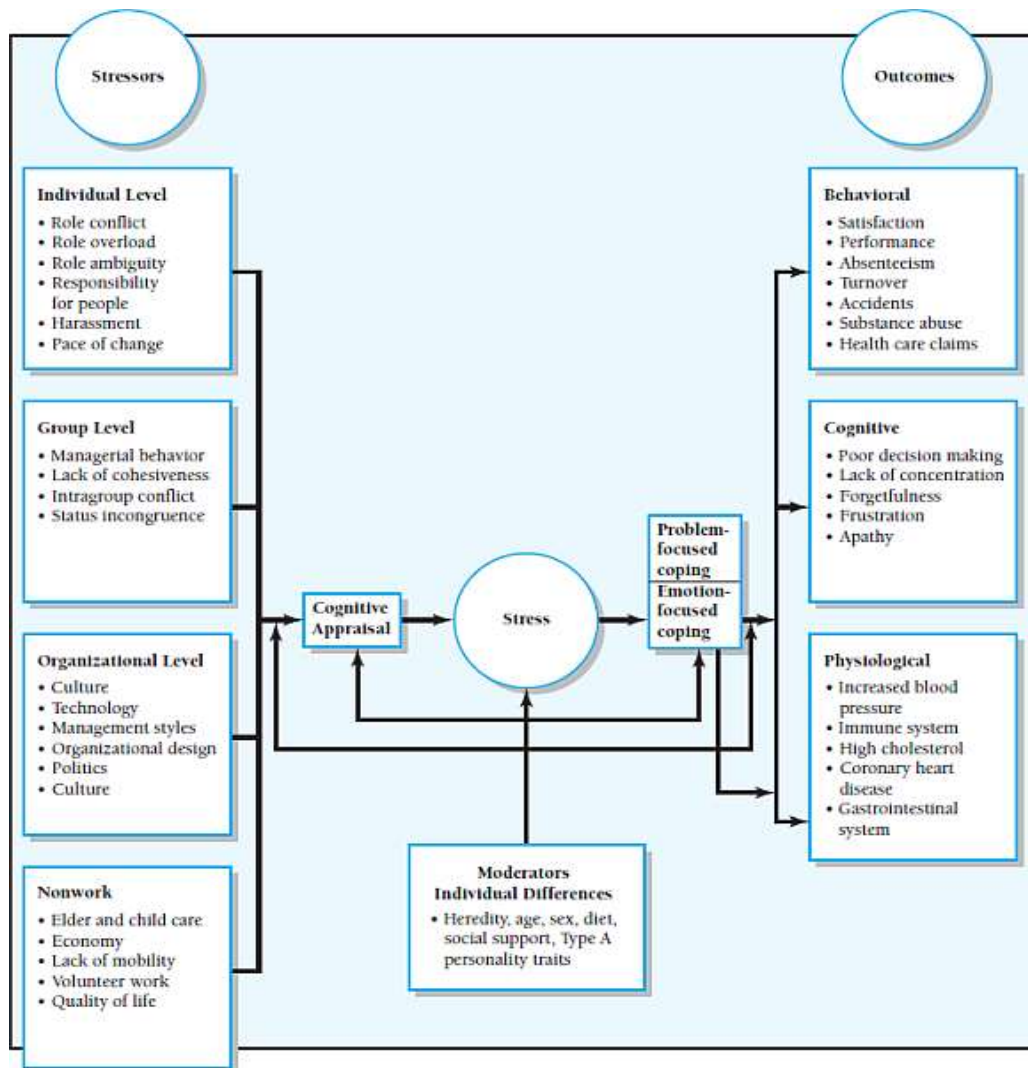 Stressors
Individual Level
• Role conflict
• Role overload
• Role ambiguity
• Responsibility
for people
• Harassment
• Pace of change
Group Level
• Managerial behavior
• Lack of cohesiveness
• Intragroup conflict
• Status incongruence
Organizational Level
• Culture
• Technology
• Management styles
• Organizational design
• Politics
• Culture
Nonwork
• Elder and child care
• Economy
• Lack of mobility
• Volunteer work
• Quality of life
Cognitive
Appraisal
Stress
Problem-
focused
coping
Emotion-
focused
coping
Moderators
Individual Differences
• Heredity, age, sex, diet,
social support, Type A
personality traits
Outcomes
Behavioral
• Satisfaction
• Performance
• Absenteeism
• Turnover
• Accidents
• Substance abuse
• Health care claims
Cognitive
• Poor decision making
• Lack of concentration
• Forgetfulness
• Frustration
• Apathy
Physiological
• Increased blood
pressure
• Immune system
• High cholesterol
• Coronary heart
disease
• Gastrointestinal
system